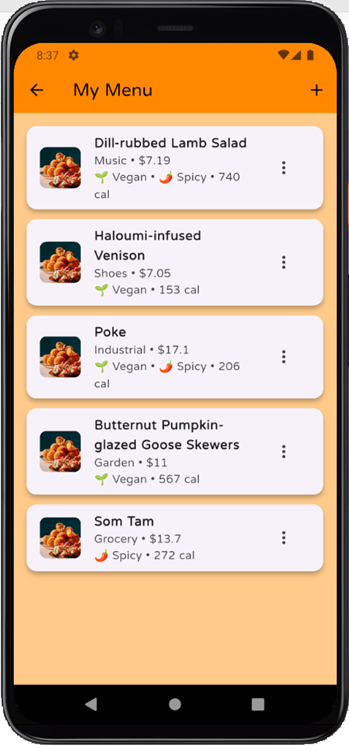 8:37
My Menu
Dill-rubbed Lamb Salad
Music • $7.19
🌱 Vegan • 🌶️ Spicy • 740
cal
Haloumi-infused
Venison
Shoes • $7.05
🌱 Vegan • 153 cal
Poke
Industrial • $17.1
🌱 Vegan • 🌶️ Spicy • 206
cal
Butternut Pumpkin-
glazed Goose Skewers
Garden • $11
🌱 Vegan • 567 cal
Som Tam
Grocery • $13.7
🌶️ Spicy • 272 cal